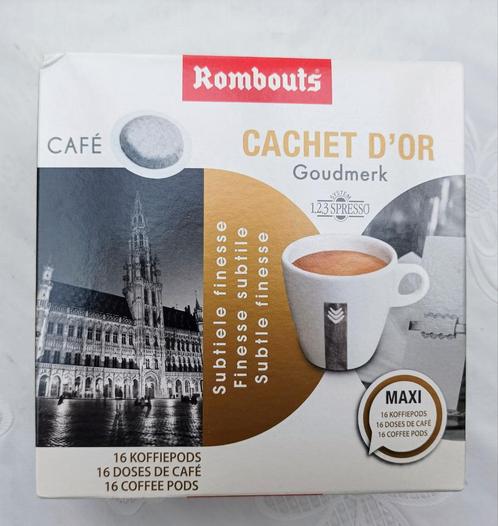 Rombouts
CAFÉ
CACHET D'OR
Goudmerk
SYSTEM
1,2,3 SPRESSO
Subtiele finesse
Finesse subtile
Subtle finesse
MAXI
16 KOFFIEPODS
16 DOSES DE CAFÉ
16 COFFEE PODS
16 KOFFIEPODS
16 DOSES DE CAFÉ
16 COFFEE PODS